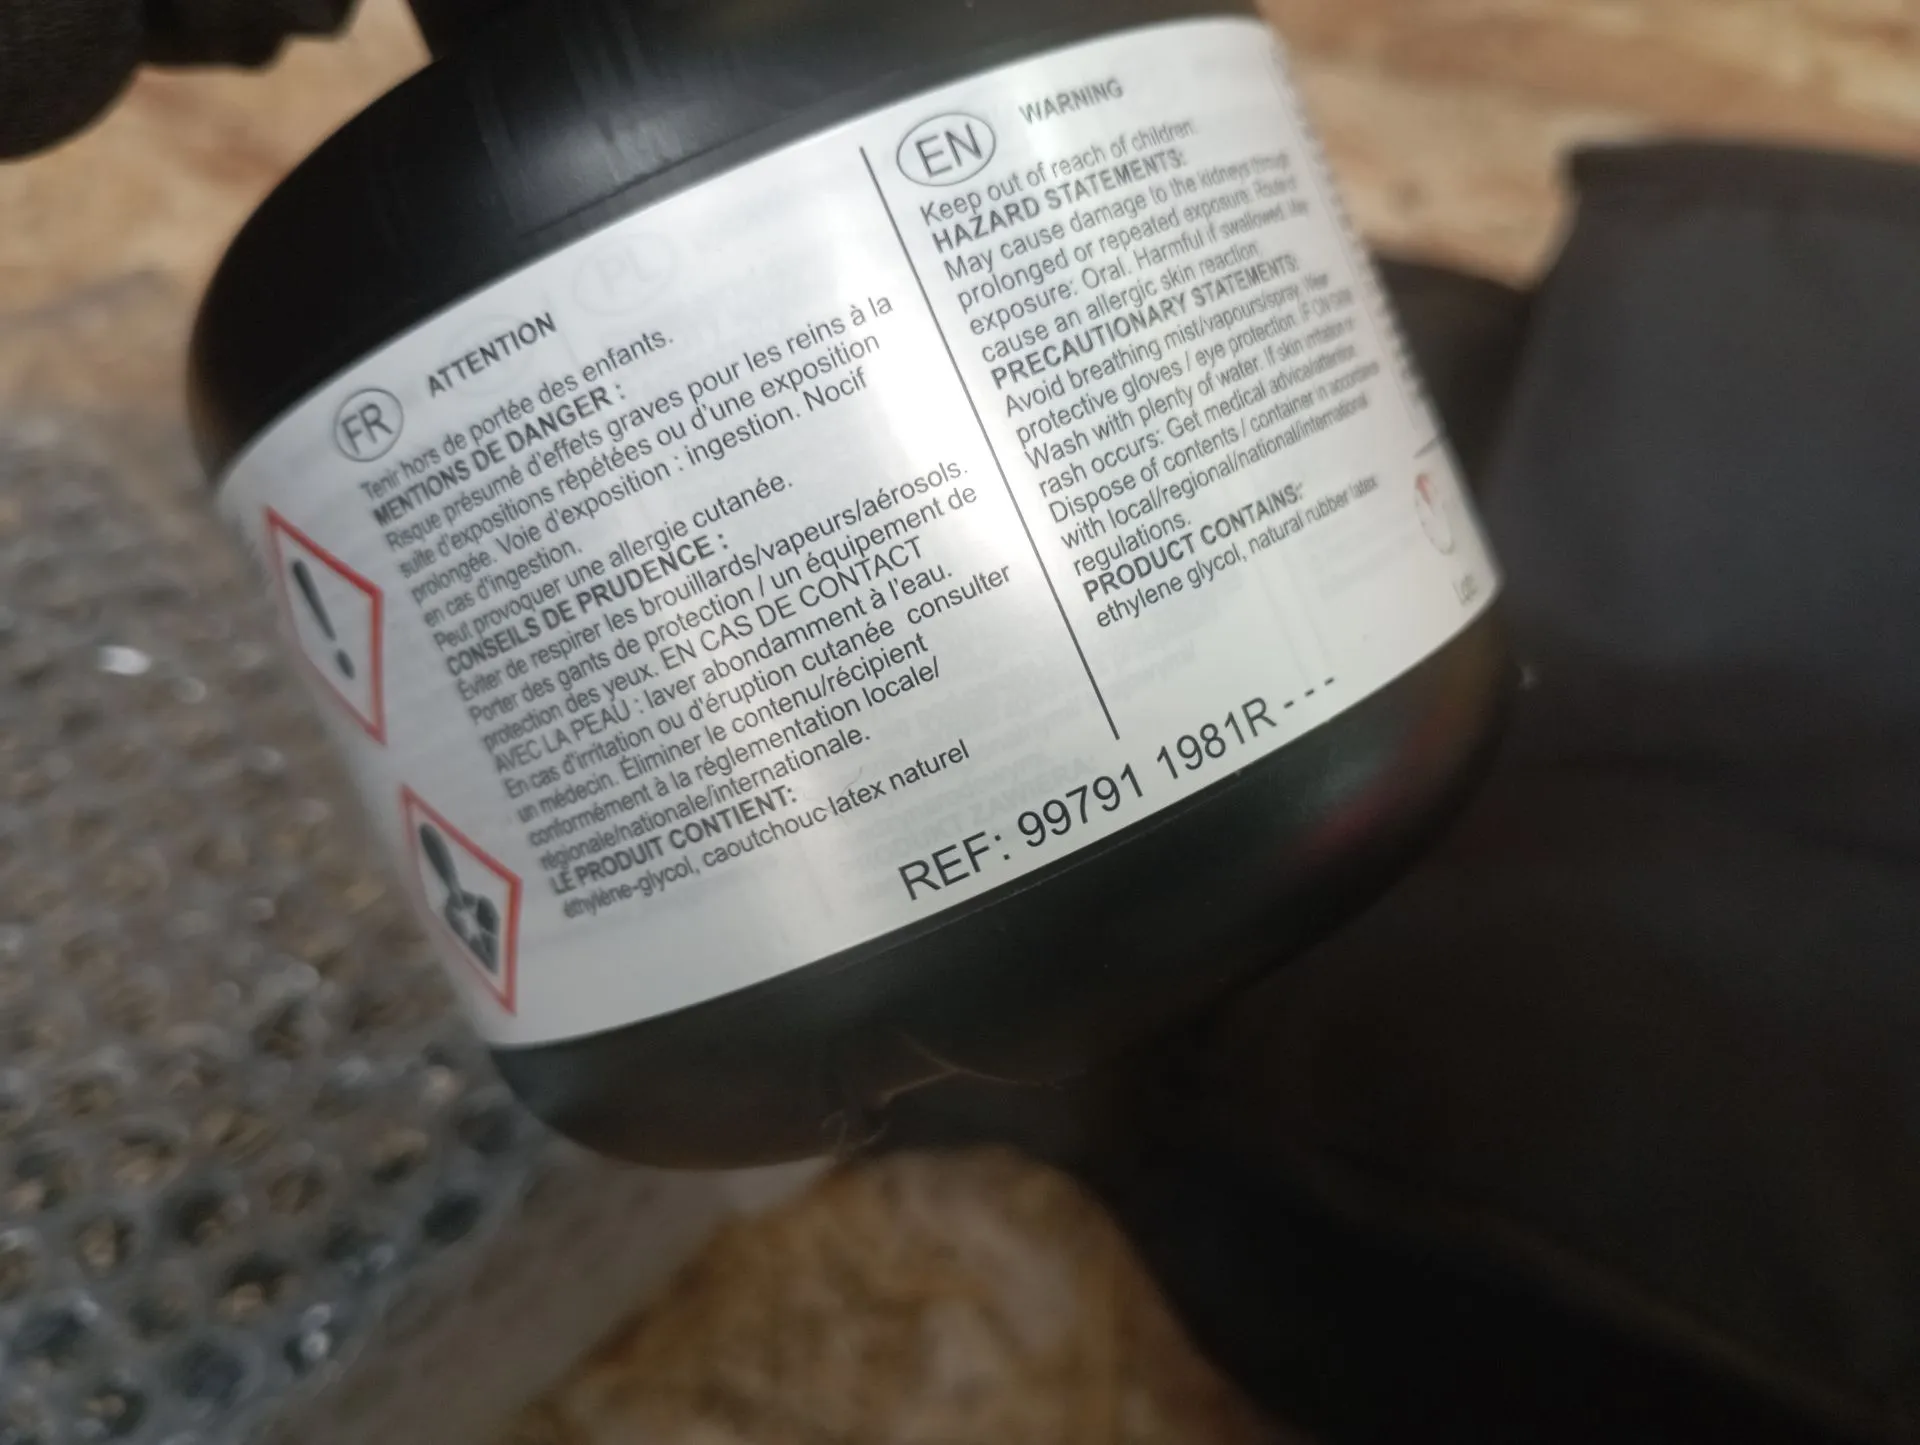 FR ATTENTION
Tenir hors de portée des enfants.
MENTIONS DE DANGER :
Risque présumé d'effets graves pour les reins à la
suite d'expositions répétées ou d'une exposition
prolongée. Voie d'exposition : ingestion. Nocif
en cas d'ingestion.
Peut provoquer une allergie cutanée.
CONSEILS DE PRUDENCE :
Éviter de respirer les brouillards/vapeurs/aérosols.
Porter des gants de protection / un équipement de
protection des yeux. EN CAS DE CONTACT
AVEC LA PEAU : laver abondamment à l'eau.
En cas d'irritation ou d'éruption cutanée consulter
un médecin. Éliminer le contenu/récipient
conformément à la réglementation locale/
régionale/nationale/internationale.
LE PRODUIT CONTIENT:
éthylène-glycol, caoutchouc latex naturel
EN WARNING
Keep out of reach of children.
HAZARD STATEMENTS:
May cause damage to the kidneys through
prolonged or repeated exposure. Route of
exposure: Oral. Harmful if swallowed. May
cause an allergic skin reaction.
PRECAUTIONARY STATEMENTS:
Avoid breathing mist/vapours/spray. Wear
protective gloves / eye protection. IF ON SKIN:
Wash with plenty of water. If skin irritation or
rash occurs: Get medical advice/attention.
Dispose of contents / container in accordance
with local/regional/national/international
regulations.
PRODUCT CONTAINS:
ethylene glycol, natural rubber latex
REF: 99791 1981R - - -